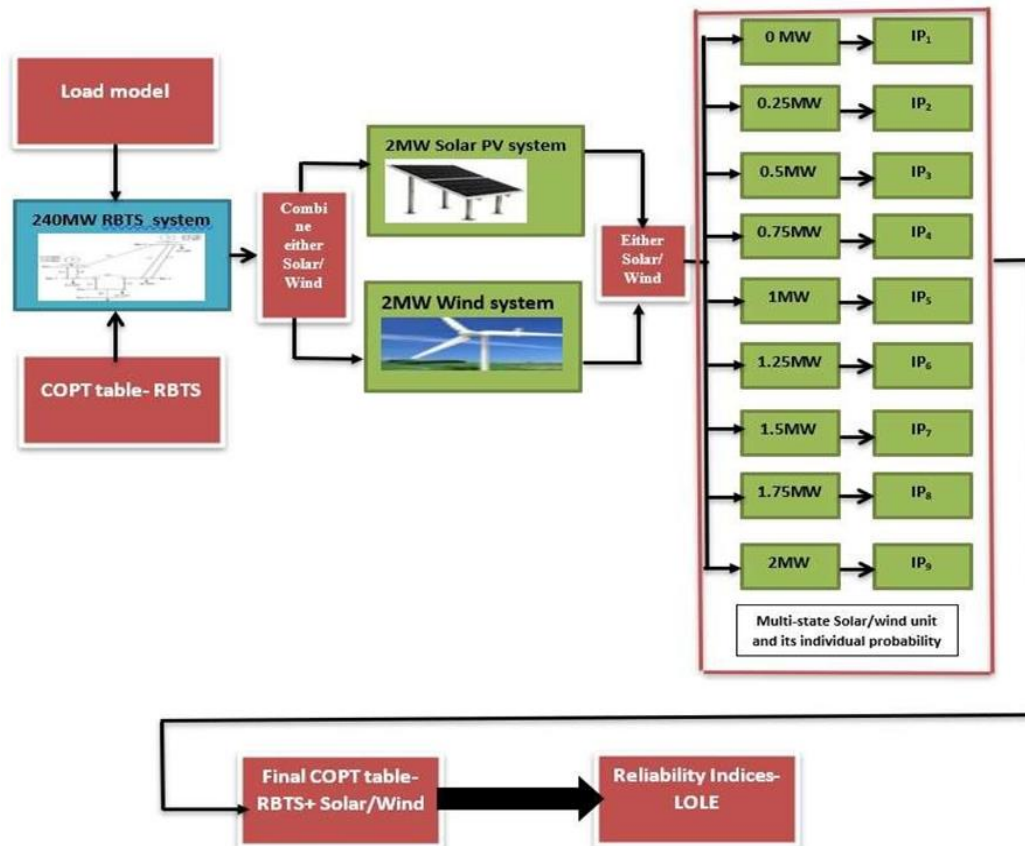 Load model
240MW RBTS system
COPT table- RBTS
Combi
ne
either
Solar/
Wind
2MW Solar PV system
2MW Wind system
Either
Solar/
Wind
0 MW
IP₁
0.25MW
IP₂
0.5MW
IP₃
0.75MW
IP₄
1MW
IP₅
1.25MW
IP₆
1.5MW
IP₇
1.75MW
IP₈
2MW
IP₉
Multi-state Solar/wind unit
and its individual probability
Final COPT table-
RBTS+ Solar/Wind
Reliability Indices-
LOLE